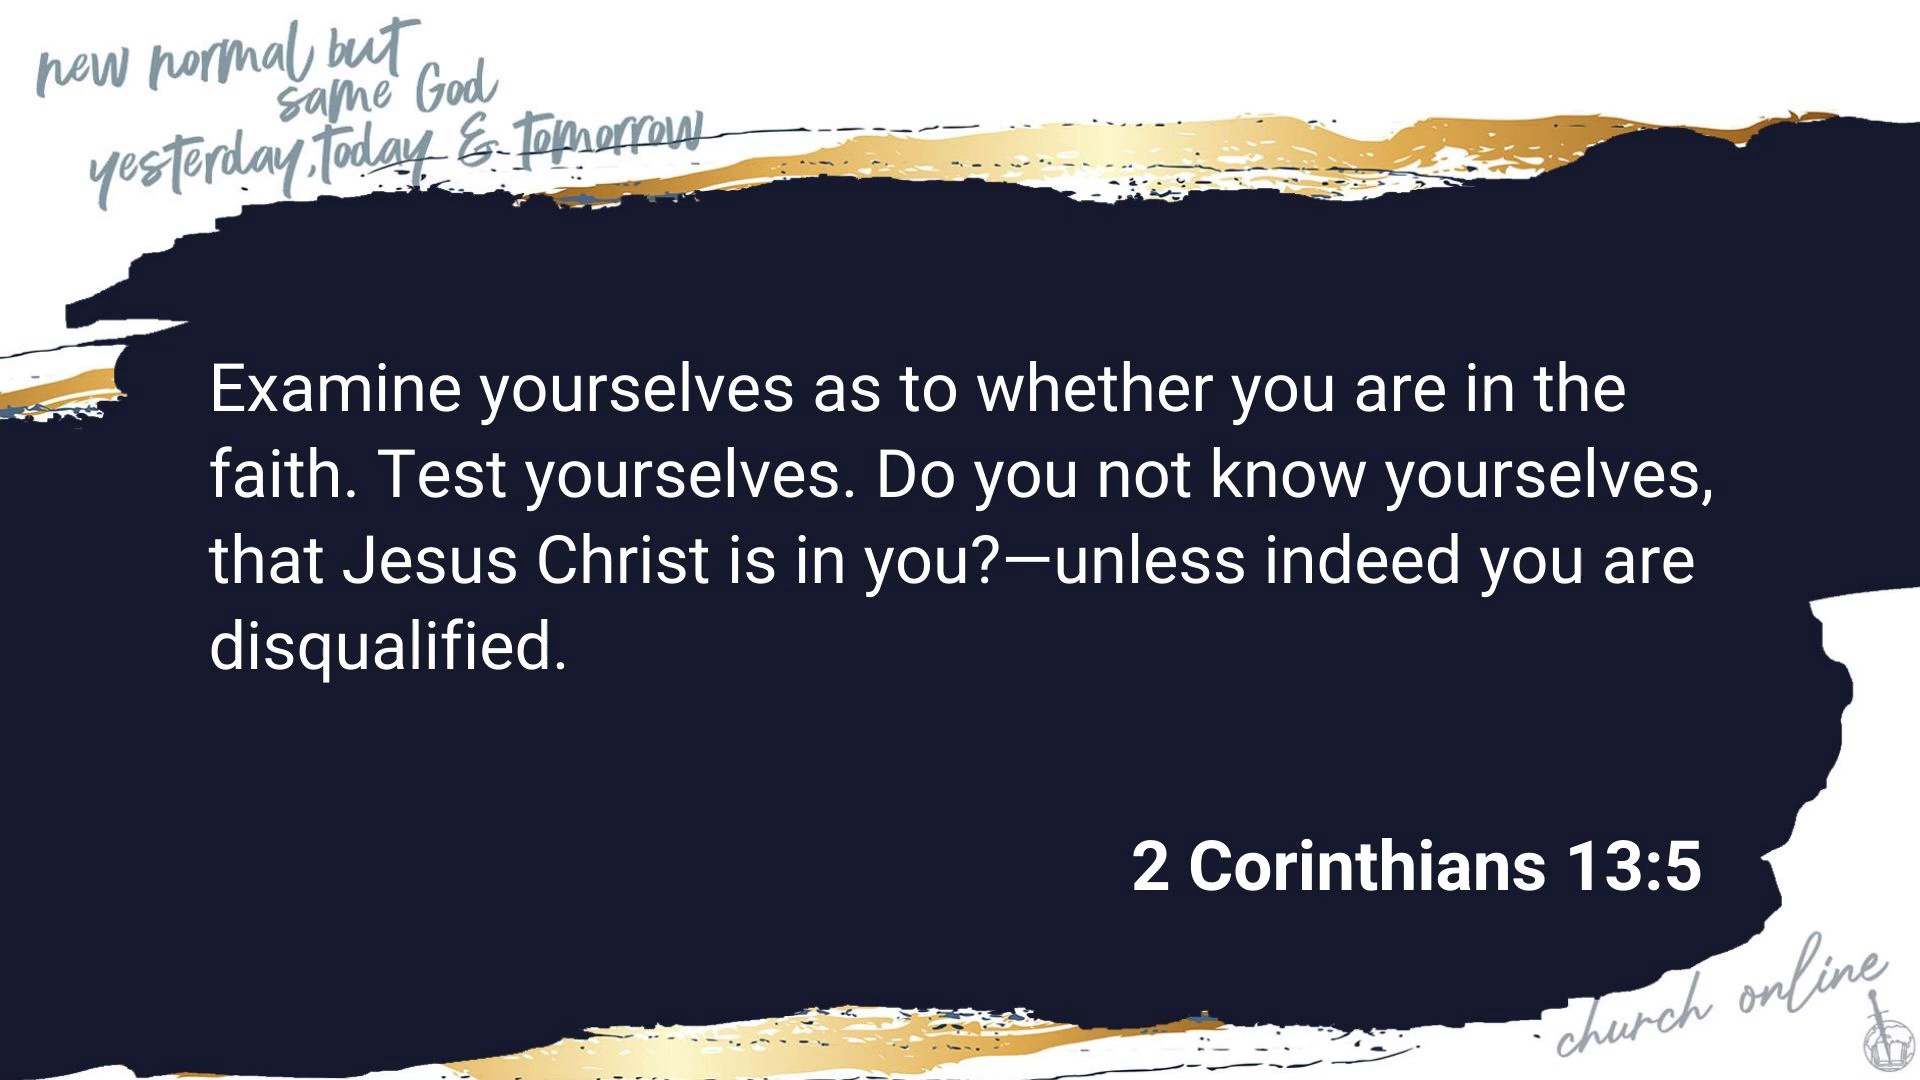 new normal but
same God
yesterday, today & tomorrow
Examine yourselves as to whether you are in the
faith. Test yourselves. Do you not know yourselves,
that Jesus Christ is in you?—unless indeed you are
disqualified.
2 Corinthians 13:5
church online